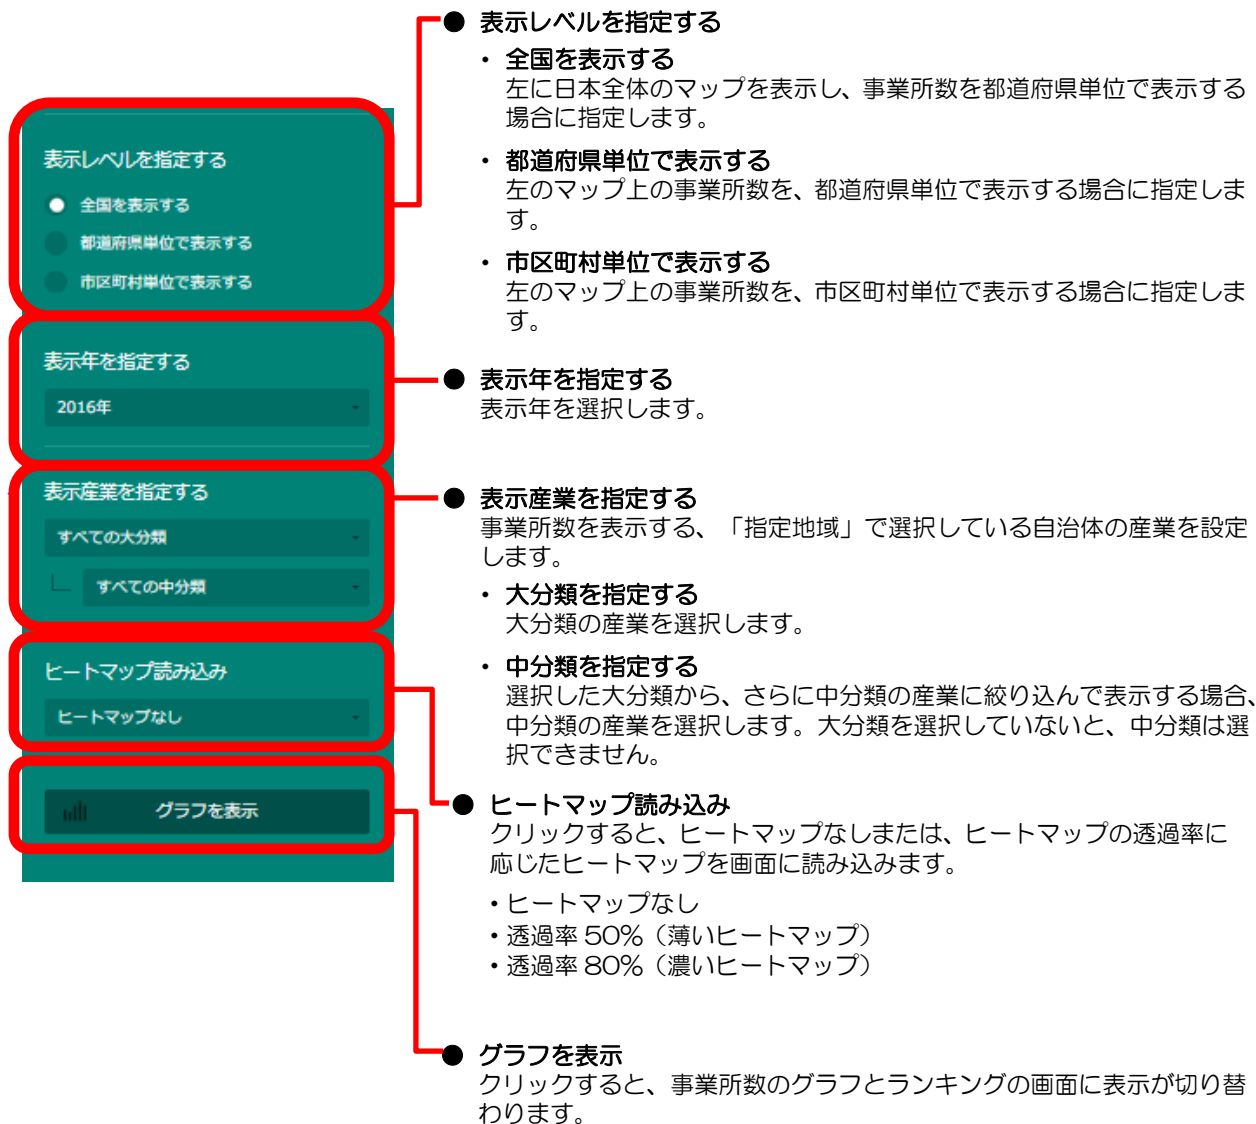 表示レベルを指定する
全国を表示する
都道府県単位で表示する
市区町村単位で表示する
表示年を指定する
2016年
表示産業を指定する
すべての大分類
すべての中分類
ヒートマップ読み込み
ヒートマップなし
グラフを表示
● 表示レベルを指定する
・ 全国を表示する
左に日本全体のマップを表示し、事業所数を都道府県単位で表示する
場合に指定します。
・ 都道府県単位で表示する
左のマップ上の事業所数を、都道府県単位で表示する場合に指定しま
す。
・ 市区町村単位で表示する
左のマップ上の事業所数を、市区町村単位で表示する場合に指定しま
す。
● 表示年を指定する
表示年を選択します。
● 表示産業を指定する
事業所数を表示する、「指定地域」で選択している自治体の産業を設定
します。
・ 大分類を指定する
大分類の産業を選択します。
・ 中分類を指定する
選択した大分類から、さらに中分類の産業に絞り込んで表示する場合、
中分類の産業を選択します。大分類を選択していないと、中分類は選
択できません。
● ヒートマップ読み込み
クリックすると、ヒートマップなしまたは、ヒートマップの透過率に
応じたヒートマップを画面に読み込みます。
・ヒートマップなし
・透過率 50%（薄いヒートマップ）
・透過率 80%（濃いヒートマップ）
● グラフを表示
クリックすると、事業所数のグラフとランキングの画面に表示が切り替
わります。